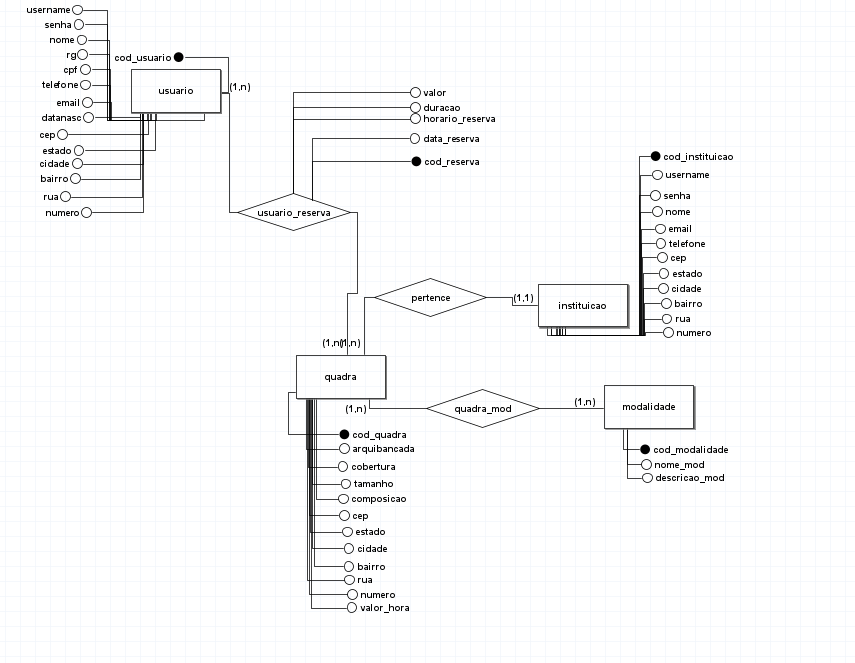 username
senha
nome
rg
cpf
telefone
email
datanasc
cep
estado
cidade
bairro
rua
numero
cod_usuario
usuario
(1,n)
valor
duracao
horario_reserva
data_reserva
cod_reserva
usuario_reserva
cod_instituicao
username
senha
nome
email
telefone
cep
estado
cidade
bairro
rua
numero
pertence
(1,1)
instituicao
(1,n)
(1,n)
quadra
(1,n)
quadra_mod
(1,n)
modalidade
cod_quadra
arquibancada
cobertura
tamanho
composicao
cep
estado
cidade
bairro
rua
numero
valor_hora
cod_modalidade
nome_mod
descricao_mod